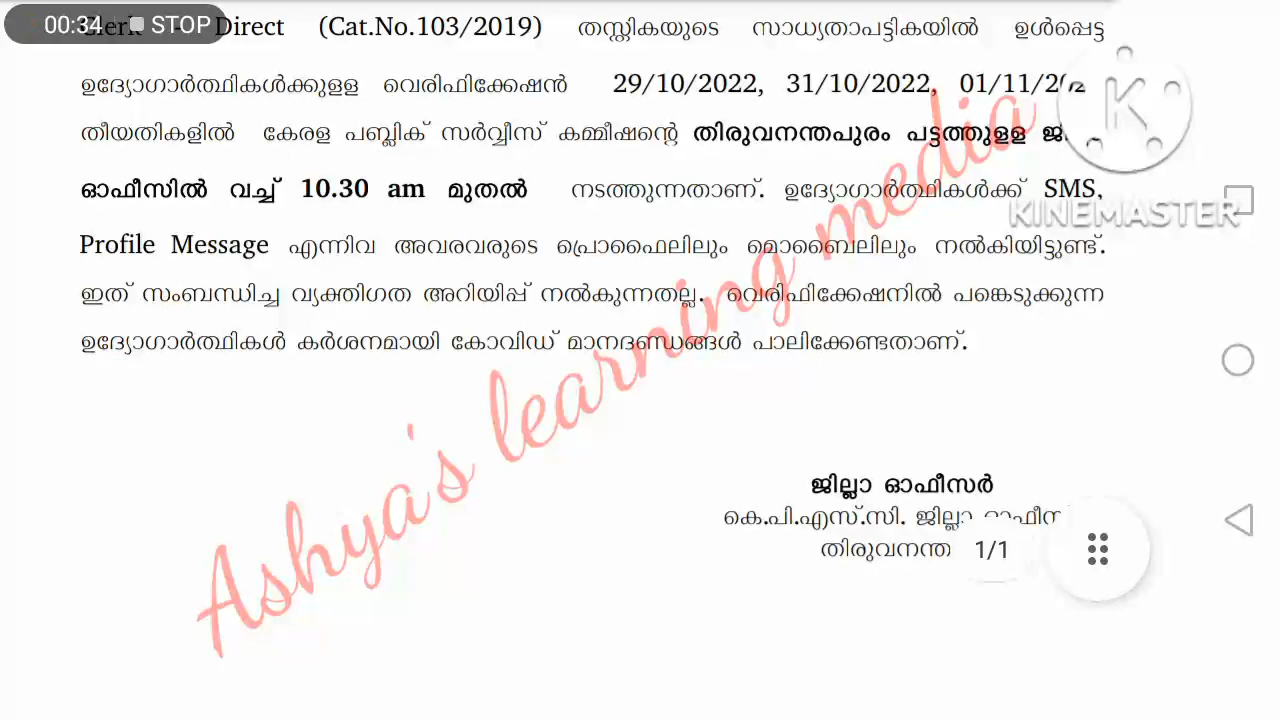 00:34 STOP
Direct (Cat.No.103/2019) തസ്തികയുടെ സാധ്യതാപട്ടികയിൽ ഉൾപ്പെട്ട
ഉദ്യോഗാർത്ഥികൾക്കുളള വെരിഫിക്കേഷൻ 29/10/2022, 31/10/2022,
തീയതികളിൽ കേരള പബ്ലിക് സർവ്വീസ് കമ്മീഷന്റെ തിരുവനന്തപുരം പട്ടത്തുളള
ഓഫീസിൽ വച്ച് 10.30 am മുതൽ നടത്തുന്നതാണ്. ഉദ്യോഗാർത്ഥികൾക്ക് SMS,
KINEMASTER
Profile Message എന്നിവ അവരവരുടെ പ്രൊഫൈലിലും മൊബൈലിലും നൽകിയിട്ടുണ്ട്.
ഇത് സംബന്ധിച്ച വ്യക്തിഗത അറിയിപ്പ് നൽകുന്നതല്ല. വെരിഫിക്കേഷനിൽ പങ്കെടുക്കുന്ന
ഉദ്യോഗാർത്ഥികൾ കർശനമായി കോവിഡ് മാനദണ്ഡങ്ങൾ പാലിക്കേണ്ടതാണ്.
Ashya's learning media
ജില്ലാ ഓഫീസർ
കെ.പി.എസ്.സി. ജില്ലാ
1/1